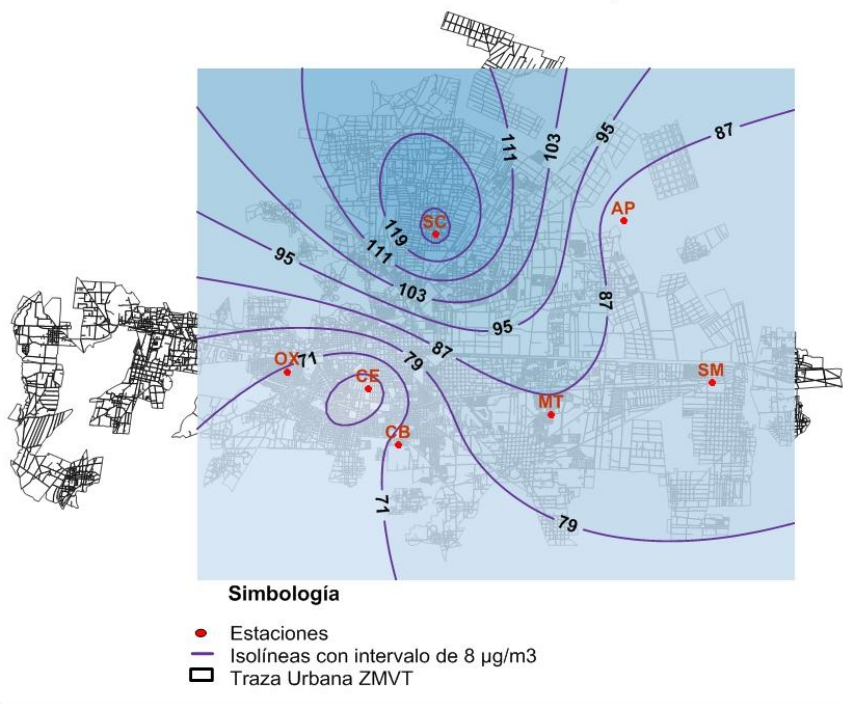 111
103
95
87
AP
SC
119
111
95
103
87
95
87
OX
71
79
CE
SM
MT
CB
71
79
Simbología
Estaciones
Isolíneas con intervalo de 8 µg/m3
Traza Urbana ZMVT